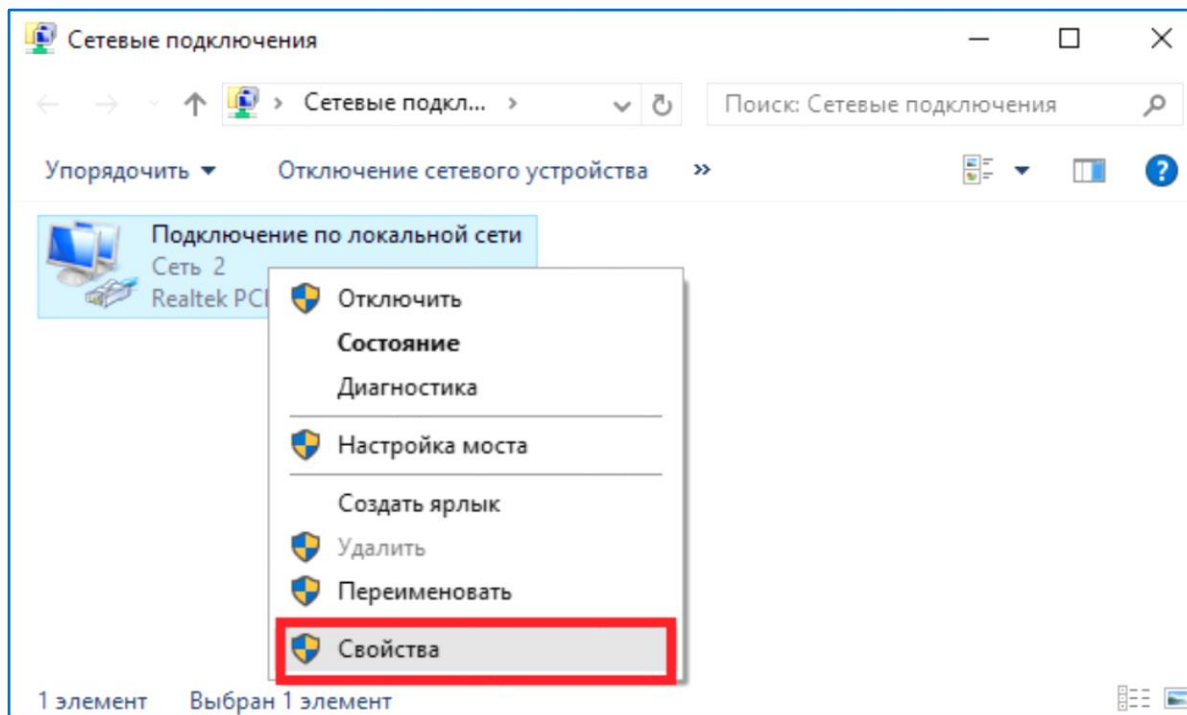 Сетевые подключения
Сетевые подкл...
Поиск: Сетевые подключения
Упорядочить
Отключение сетевого устройства
»
Подключение по локальной сети
Сеть 2
Realtek
Отключить
Состояние
Диагностика
Настройка моста
Создать ярлык
Удалить
Переименовать
Свойства
1 элемент
Выбран 1 элемент